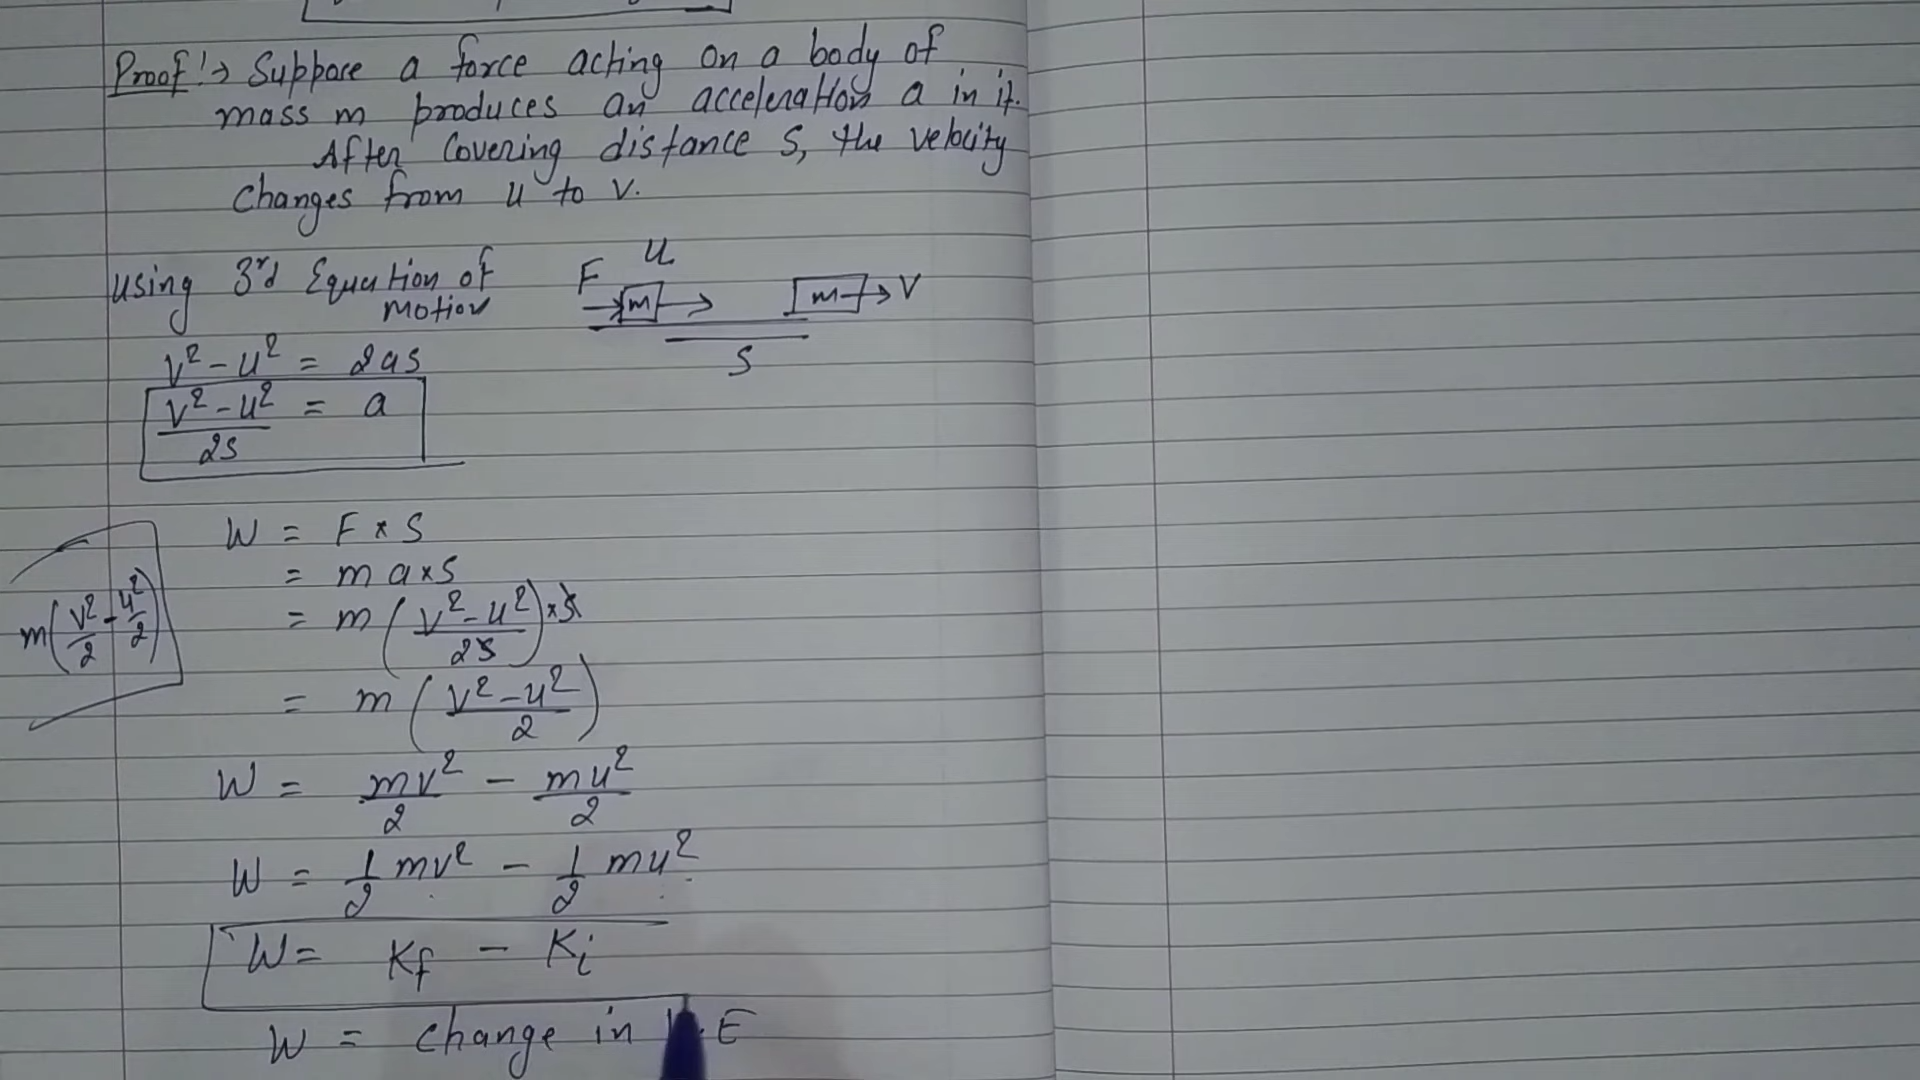 Proof:→ Suppose a force acting on a body of
mass m produces an acceleration a in it.
After Covering distance S, the velocity
Changes from u to v.
using 3rd Equation of
motion
F u
m m v
S
v² - u² = 2as
v² - u² / 2s = a
W = F × S
= m a × S
= m (v² - u² / 2s) × s
m (v²/2 - u²/2)
= m (v² - u² / 2)
W = mv²/2 - mu²/2
W = 1/2 mv² - 1/2 mu²
W = Kf - Ki
W = change in K.E